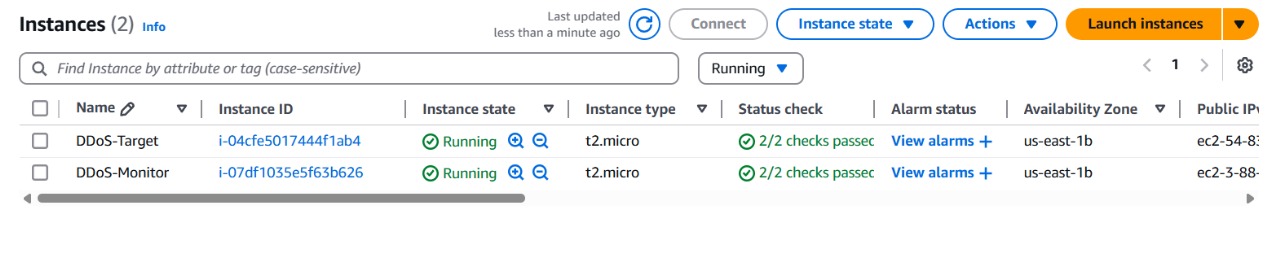 Instances (2) Info
Last updated
less than a minute ago
Connect
Instance state
Actions
Launch instances
Find Instance by attribute or tag (case-sensitive)
Running
1
Name Instance ID Instance state Instance type Status check Alarm status Availability Zone Public IPv
DDoS-Target i-04cfe5017444f1ab4 Running t2.micro 2/2 checks passec View alarms + us-east-1b ec2-54-83
DDoS-Monitor i-07df1035e5f63b626 Running t2.micro 2/2 checks passec View alarms + us-east-1b ec2-3-88-